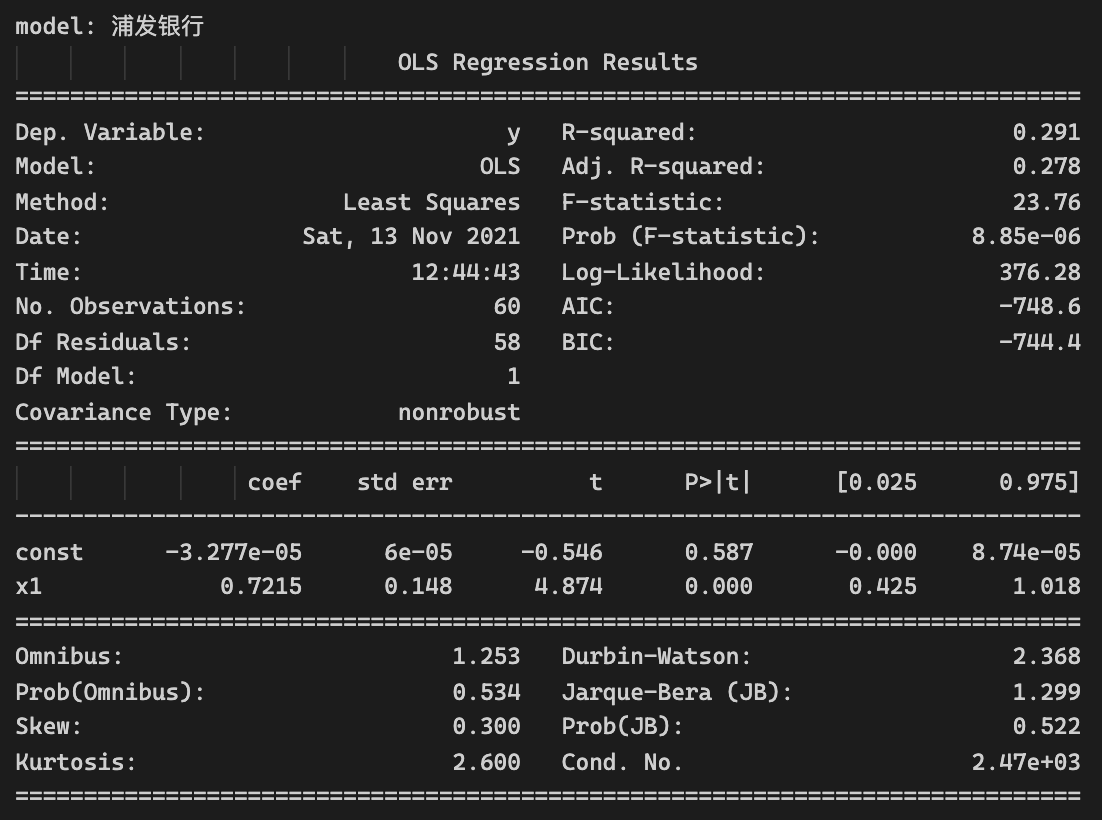 model: 浦发银行
OLS Regression Results
==============================================================================
Dep. Variable:                      y   R-squared:                       0.291
Model:                            OLS   Adj. R-squared:                  0.278
Method:                 Least Squares   F-statistic:                     23.76
Date:                Sat, 13 Nov 2021   Prob (F-statistic):           8.85e-06
Time:                        12:44:43   Log-Likelihood:                 376.28
No. Observations:                  60   AIC:                            -748.6
Df Residuals:                      58   BIC:                            -744.4
Df Model:                           1
Covariance Type:            nonrobust
==============================================================================
                 coef    std err          t      P>|t|      [0.025      0.975]
------------------------------------------------------------------------------
const      -3.277e-05      6e-05     -0.546      0.587      -0.000    8.74e-05
x1             0.7215      0.148      4.874      0.000       0.425       1.018
==============================================================================
Omnibus:                        1.253   Durbin-Watson:                   2.368
Prob(Omnibus):                  0.534   Jarque-Bera (JB):                1.299
Skew:                           0.300   Prob(JB):                        0.522
Kurtosis:                       2.600   Cond. No.                     2.47e+03
==============================================================================